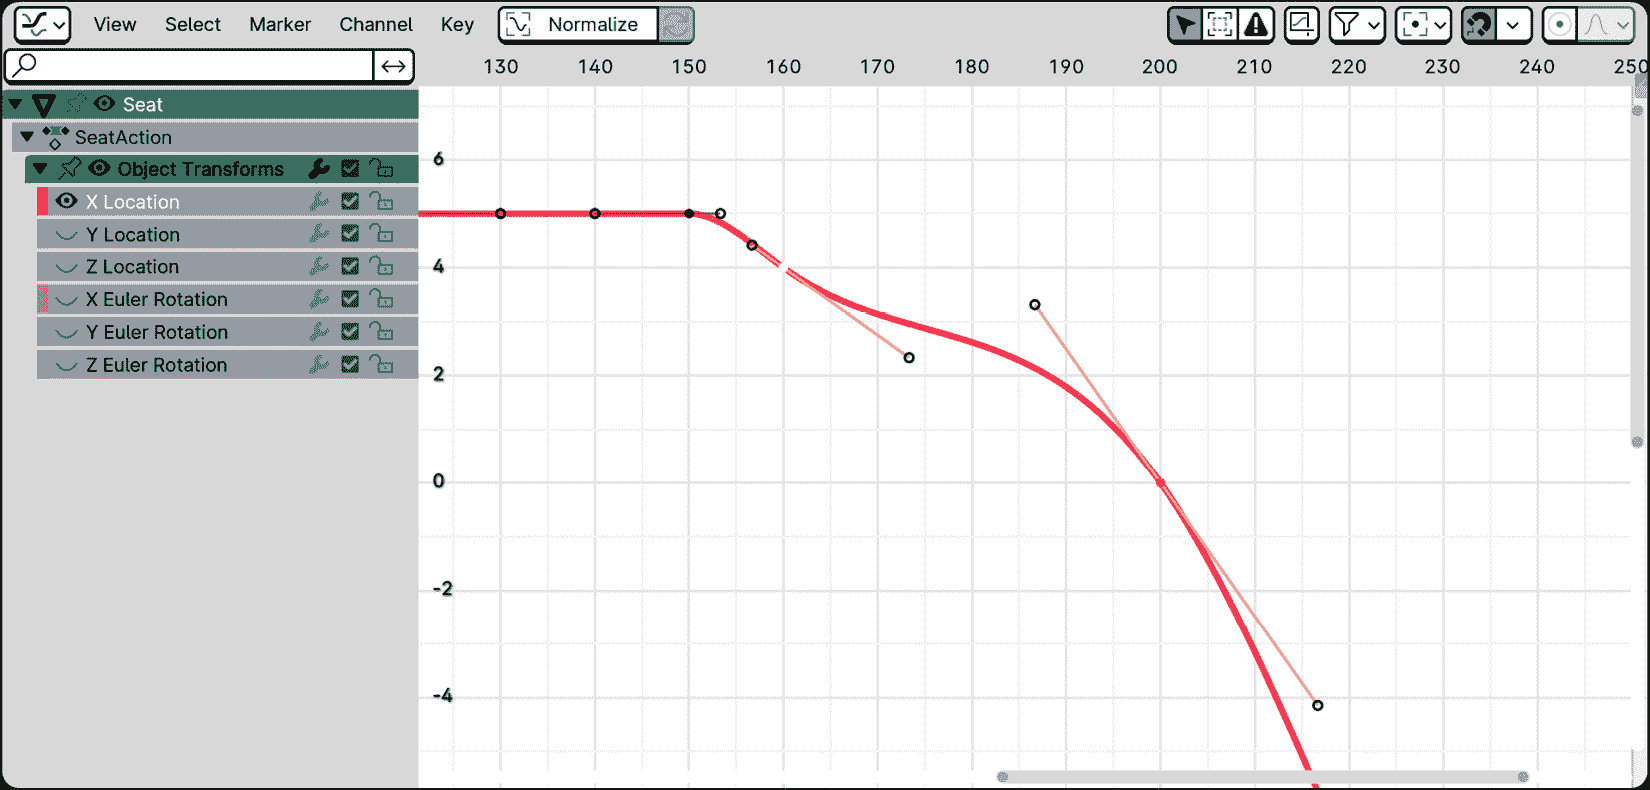 View Select Marker Channel Key Normalize
130 140 150 160 170 180 190 200 210 220 230 240 250
Seat
SeatAction
Object Transforms
X Location
Y Location
Z Location
X Euler Rotation
Y Euler Rotation
Z Euler Rotation
6
4
2
0
-2
-4